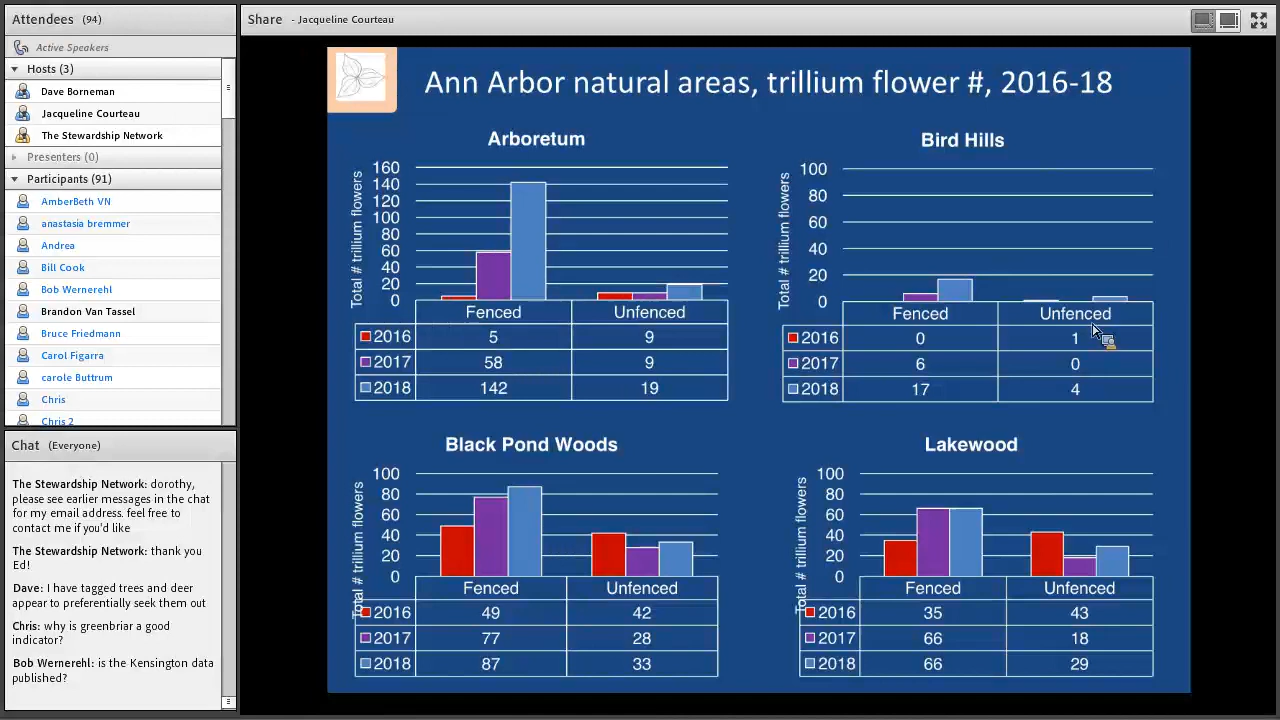 Attendees (94)
Active Speakers
Hosts (3)
Dave Borneman
Jacqueline Courteau
The Stewardship Network
Presenters (0)
Participants (91)
AmberBeth VN
anastasia bremmer
Andrea
Bill Cook
Bob Wernerehl
Brandon Van Tassel
Bruce Friedmann
Carol Figarra
carole Buttrum
Chris
Chris 2
Chat (Everyone)
The Stewardship Network: dorothy,
please see earlier messages in the chat
for my email address. feel free to
contact me if you'd like
The Stewardship Network: thank you
Ed!
Dave: I have tagged trees and deer
appear to preferentially seek them out
Chris: why is greenbriar a good
indicator?
Bob Wernerehl: is the Kensington data
published?
Share - Jacqueline Courteau
Ann Arbor natural areas, trillium flower #, 2016-18
Arboretum
Total # trillium flowers
160
140
120
100
80
60
40
20
0
Fenced Unfenced
2016 5 9
2017 58 9
2018 142 19
Bird Hills
Total # trillium flowers
100
80
60
40
20
0
Fenced Unfenced
2016 0 1
2017 6 0
2018 17 4
Black Pond Woods
Total # trillium flowers
100
80
60
40
20
0
Fenced Unfenced
2016 49 42
2017 77 28
2018 87 33
Lakewood
Total # trillium flowers
100
80
60
40
20
0
Fenced Unfenced
2016 35 43
2017 66 18
2018 66 29